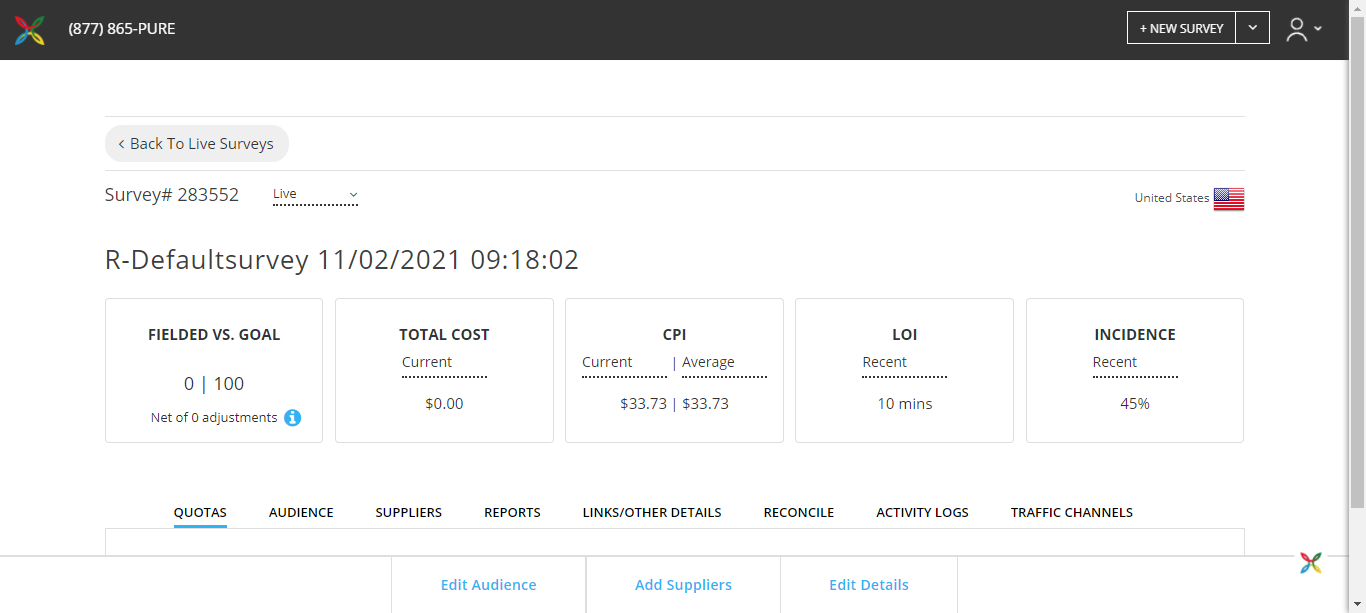 (877) 865-PURE
+ NEW SURVEY
Back To Live Surveys
Survey# 283552
Live
United States
R-Defaultsurvey 11/02/2021 09:18:02
FIELDED VS. GOAL
0 | 100
Net of 0 adjustments
TOTAL COST
Current
$0.00
CPI
Current | Average
$33.73 | $33.73
LOI
Recent
10 mins
INCIDENCE
Recent
45%
QUOTAS AUDIENCE SUPPLIERS REPORTS LINKS/OTHER DETAILS RECONCILE ACTIVITY LOGS TRAFFIC CHANNELS
Edit Audience Add Suppliers Edit Details